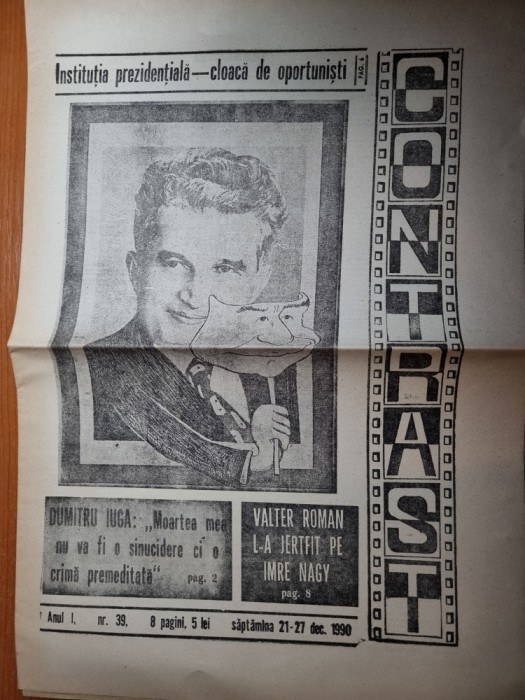 Instituția prezidențială—cloacă de oportuniști
PAG. 6
CONTRAST
DUMITRU IUGA: „Moartea mea
nu va fi o sinucidere ci o
crimă premeditată“ pag. 2
VALTER ROMAN
L-A JERTFIT PE
IMRE NAGY
pag. 8
Anul I, nr. 39, 8 pagini, 5 lei săptămîna 21-27 dec. 1990